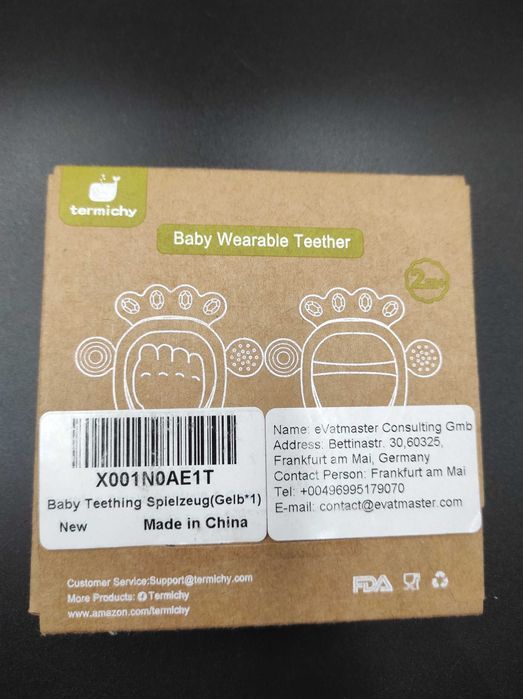 termichy
Baby Wearable Teether
X001N0AE1T
Baby Teething Spielzeug(Gelb*1)
New Made in China
Name: eVatmaster Consulting Gmb
Address: Bettinastr. 30,60325,
Frankfurt am Mai, Germany
Contact Person: Frankfurt am Mai
Tel: +00496995179070
E-mail: contact@evatmaster.com
Customer Service:Support@termichy.com
More Products: Termichy
www.amazon.com/termichy
FDA